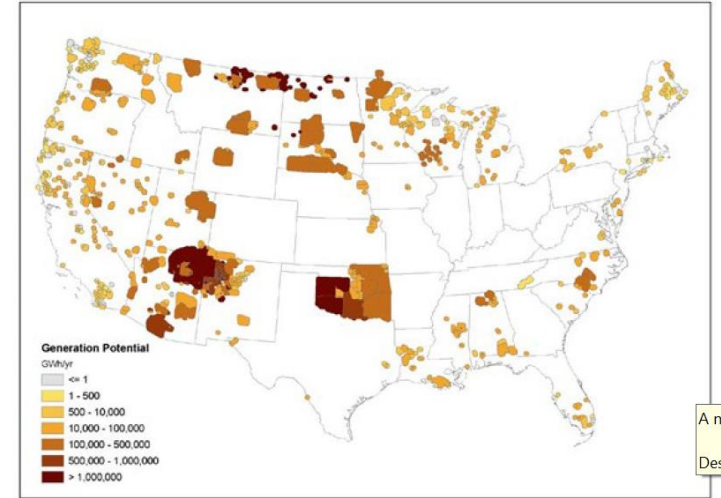 Generation Potential
GWh/yr
<= 1
1 - 500
500 - 10,000
10,000 - 100,000
100,000 - 500,000
500,000 - 1,000,000
> 1,000,000
A m
Des